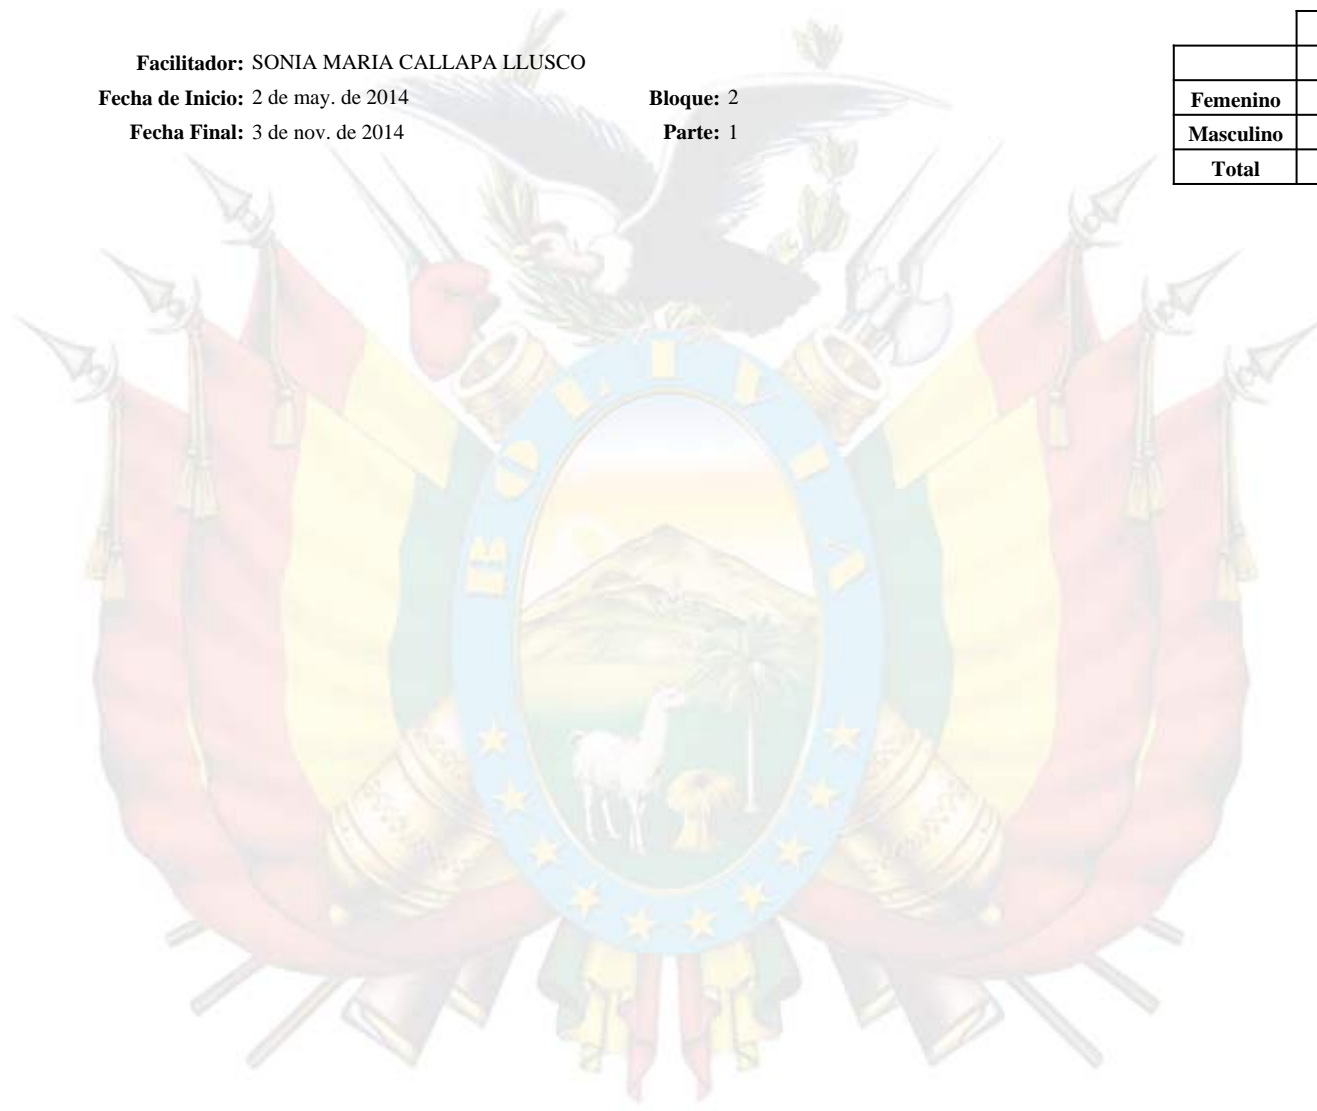 Facilitador: SONIA MARIA CALLAPA LLUSCO
Fecha de Inicio: 2 de may. de 2014 Bloque: 2
Fecha Final: 3 de nov. de 2014 Parte: 1
Femenino
Masculino
Total
BOLIVIA